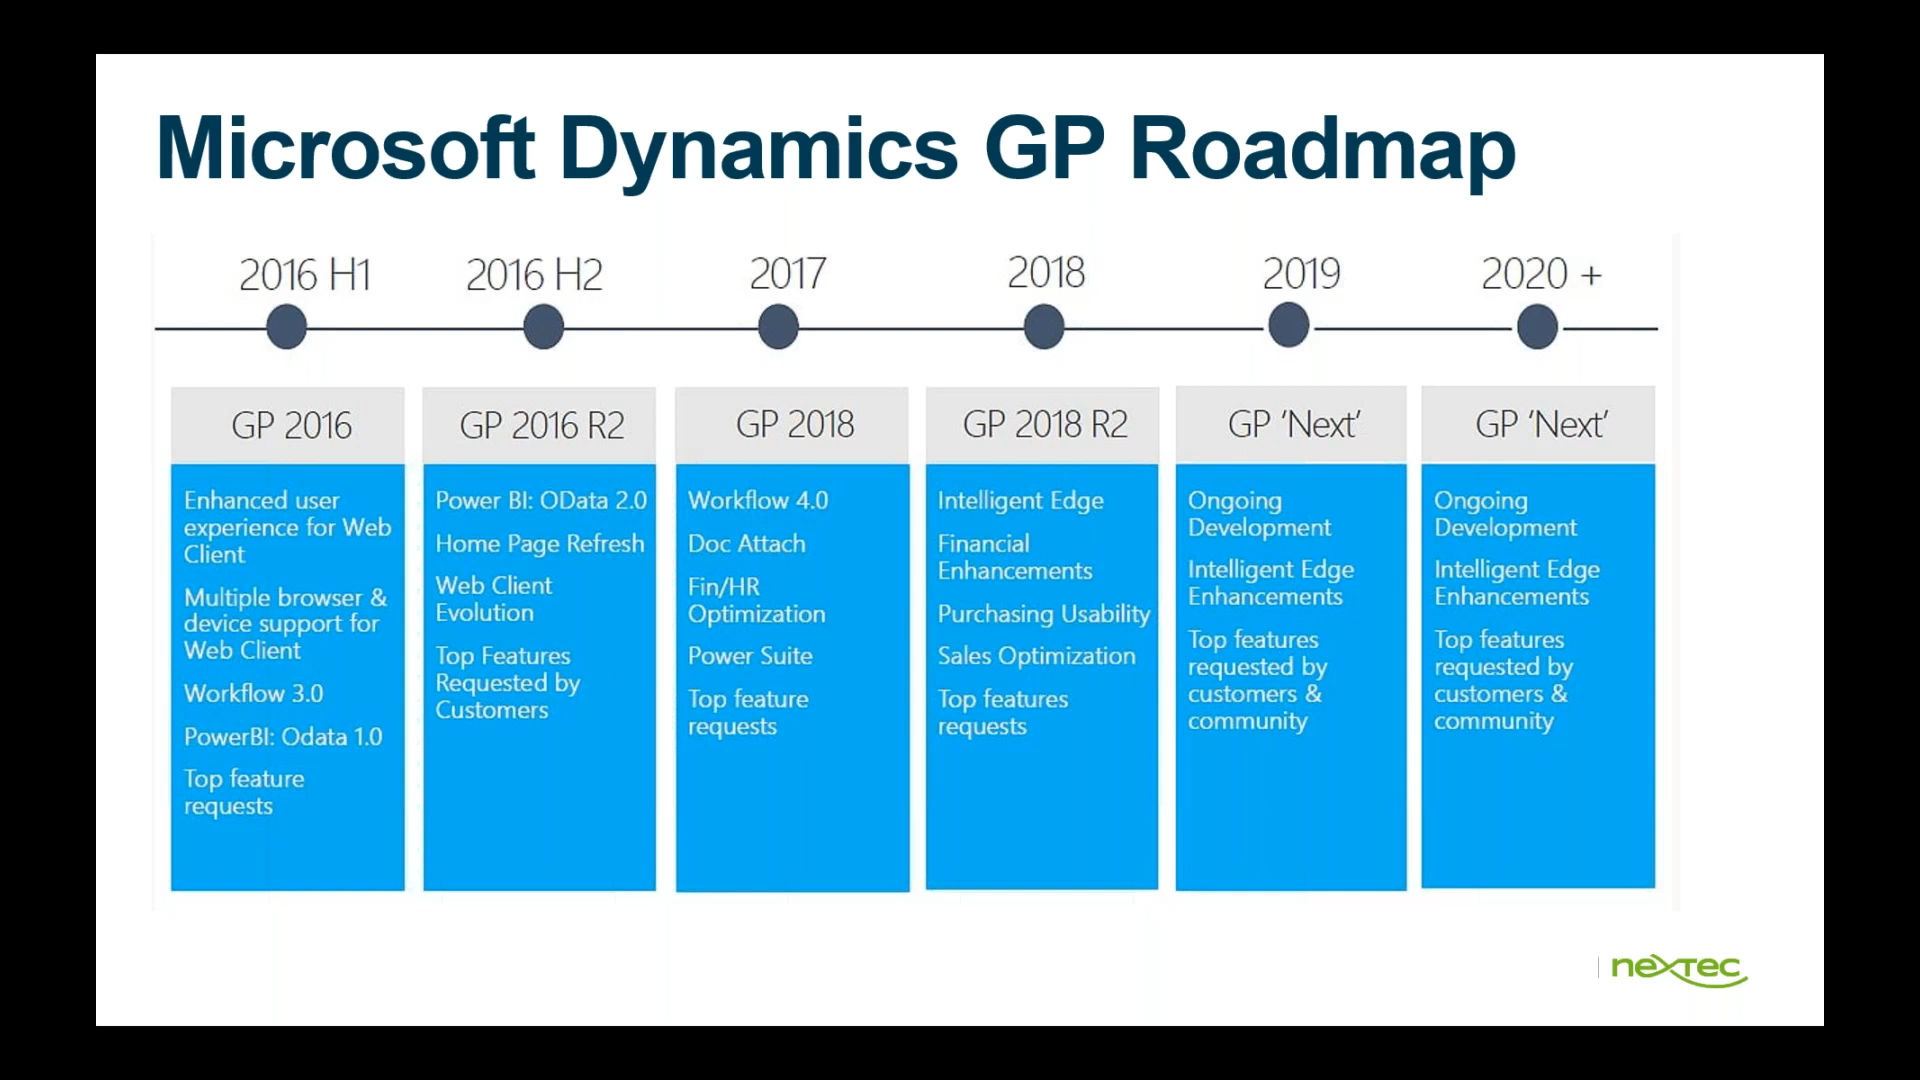 Microsoft Dynamics GP Roadmap
2016 H1
2016 H2
2017
2018
2019
2020 +
GP 2016
GP 2016 R2
GP 2018
GP 2018 R2
GP ‘Next’
GP ‘Next’
Enhanced user
experience for Web
Client
Multiple browser &
device support for
Web Client
Workflow 3.0
PowerBI: Odata 1.0
Top feature
requests
Power BI: OData 2.0
Home Page Refresh
Web Client
Evolution
Top Features
Requested by
Customers
Workflow 4.0
Doc Attach
Fin/HR
Optimization
Power Suite
Top feature
requests
Intelligent Edge
Financial
Enhancements
Purchasing Usability
Sales Optimization
Top features
requests
Ongoing
Development
Intelligent Edge
Enhancements
Top features
requested by
customers &
community
Ongoing
Development
Intelligent Edge
Enhancements
Top features
requested by
customers &
community
nexTec